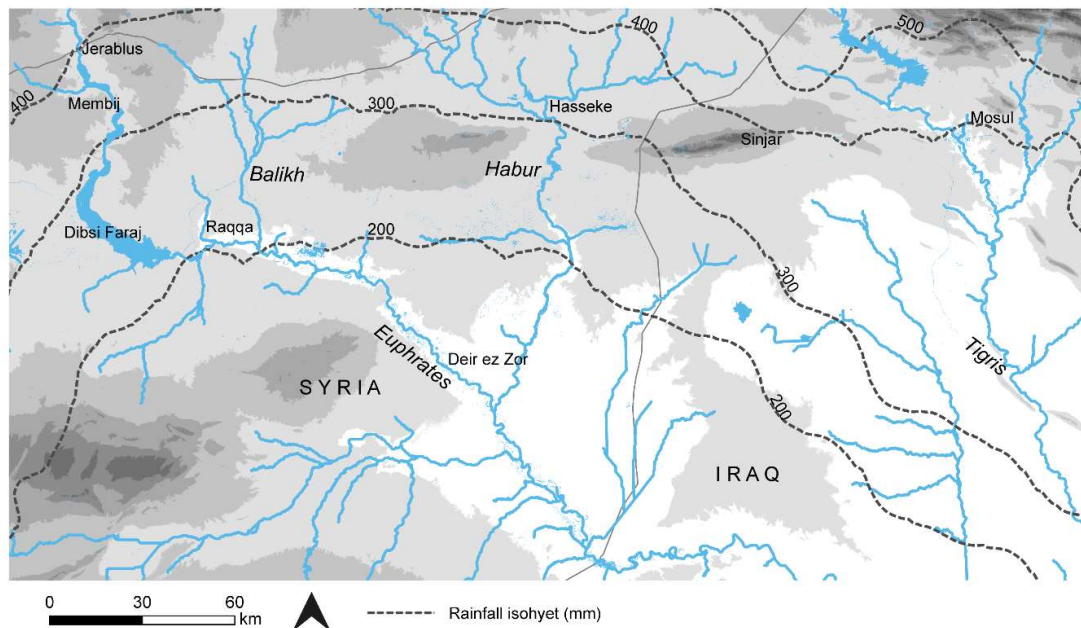 400
500
Jerablus
400
Membij
300
Hasseke
Mosul
Sinjar
Balikh
Habur
Raqqa
200
Dibsi Faraj
300
Euphrates
Deir ez Zor
Tigris
SYRIA
200
IRAQ
0 30 60
km
Rainfall isohyet (mm)